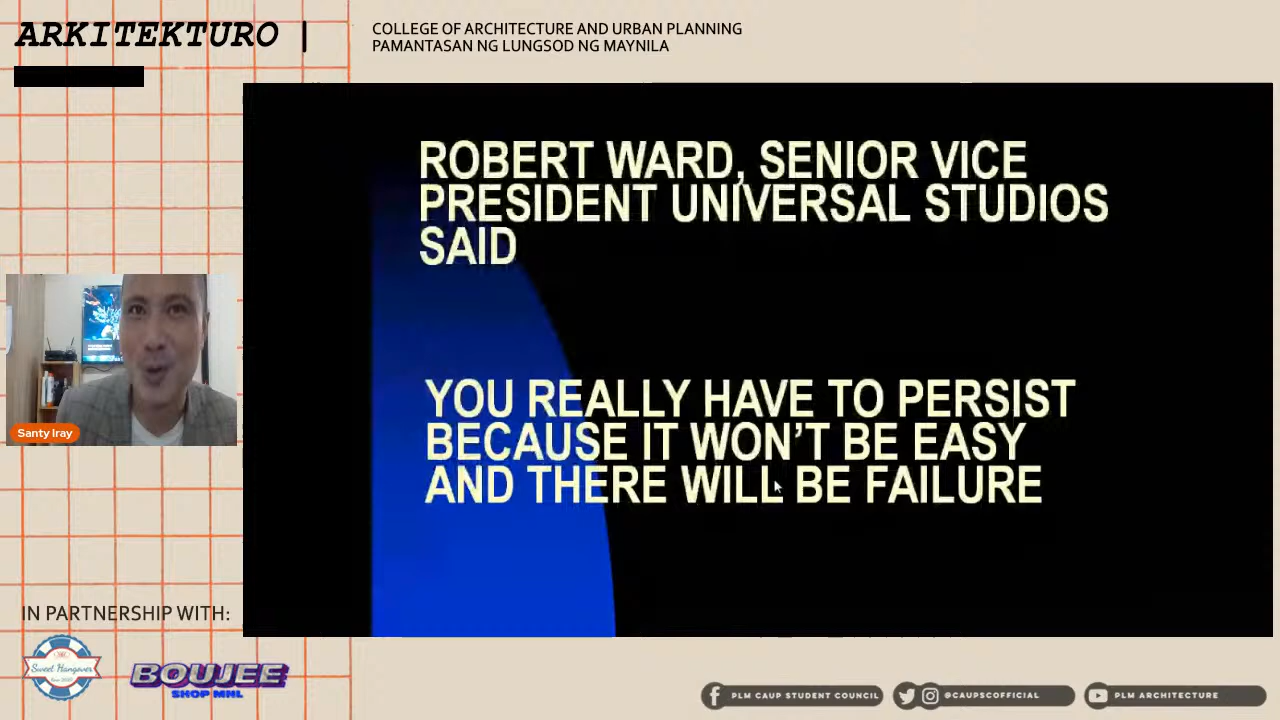 ARKITEKTURO |
COLLEGE OF ARCHITECTURE AND URBAN PLANNING
PAMANTASAN NG LUNGSOD NG MAYNILA
ROBERT WARD, SENIOR VICE
PRESIDENT UNIVERSAL STUDIOS
SAID
YOU REALLY HAVE TO PERSIST
BECAUSE IT WON'T BE EASY
AND THERE WILL BE FAILURE
Santy Iray
IN PARTNERSHIP WITH:
Sweet Hangover
BOUJEE
SHOP MNL
PLM CAUP STUDENT COUNCIL
@CAUPSCOFFICIAL
PLM ARCHITECTURE